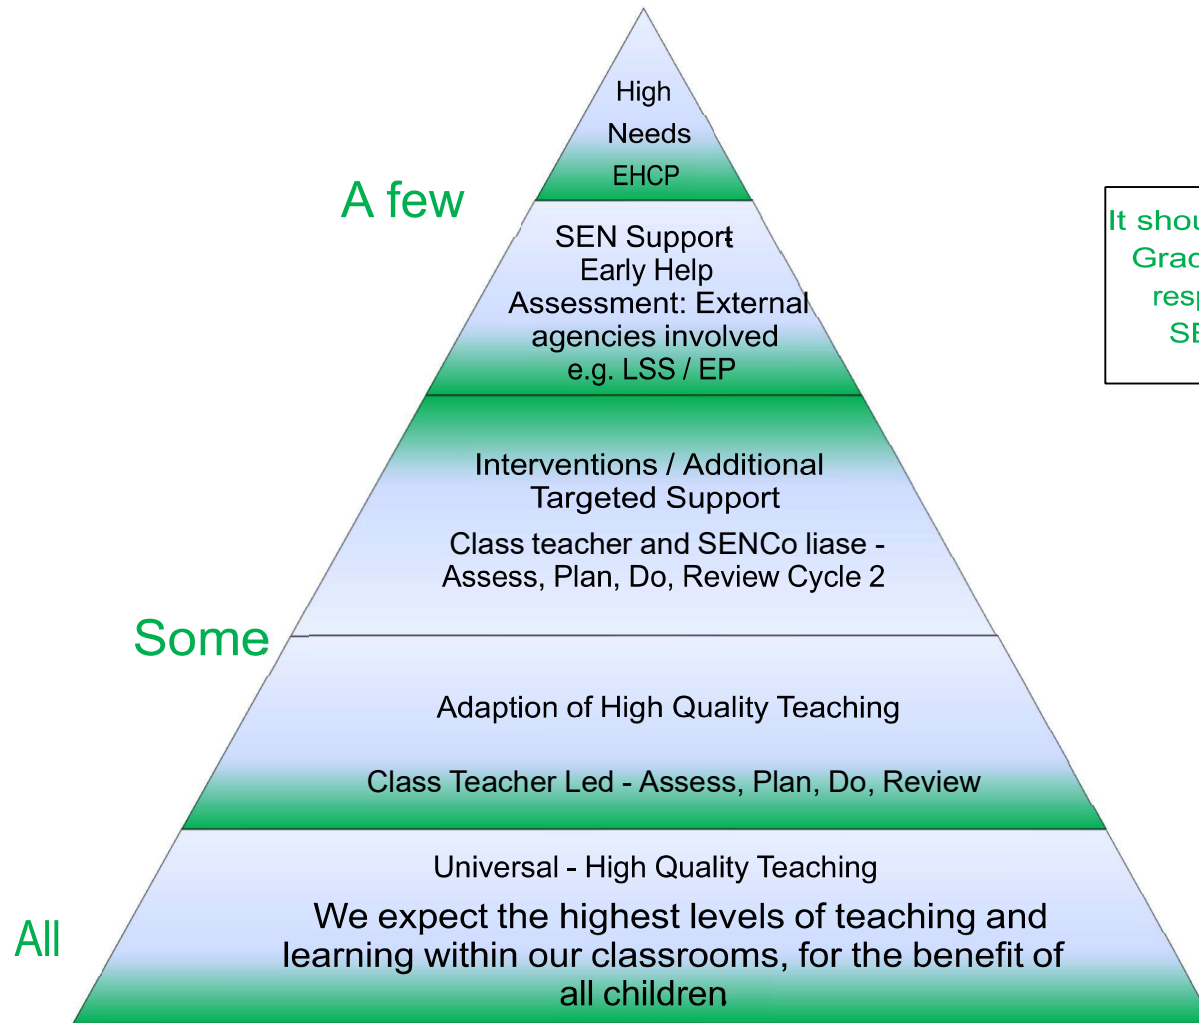 High
Needs
EHCP
A few
SEN Support
Early Help
Assessment: External
agencies involved
e.g. LSS / EP
It
Interventions / Additional
Targeted Support
Class teacher and SENCo liase -
Assess, Plan, Do, Review Cycle 2
Some
Adaption of High Quality Teaching
Class Teacher Led - Assess, Plan, Do, Review
Universal - High Quality Teaching
We expect the highest levels of teaching and
learning within our classrooms, for the benefit of
all children
All